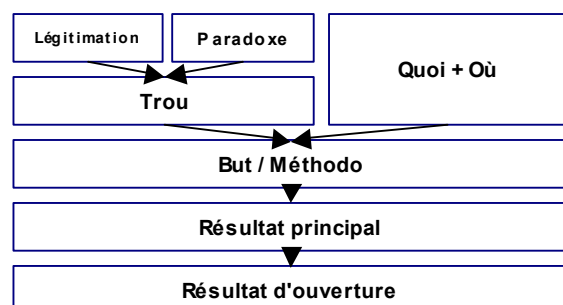 Légitimation
Paradoxe
Quoi + Où
Trou
But / Méthodo
Résultat principal
Résultat d'ouverture